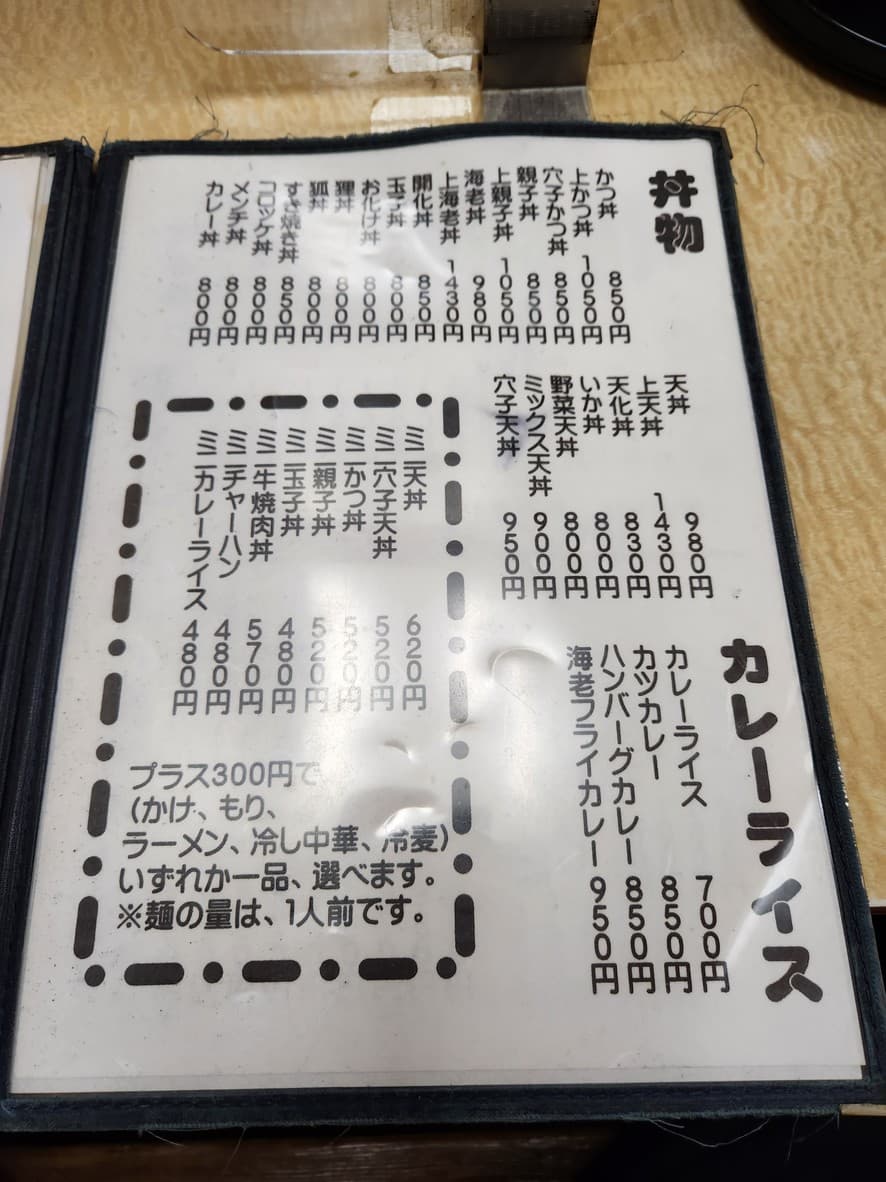 丼物
かつ丼 850円
上かつ丼 1050円
穴子かつ丼 850円
親子丼 850円
上親子丼 1050円
海老丼 980円
上海老丼 1430円
開化丼 850円
玉子丼 800円
お化け丼 800円
狸丼 800円
狐丼 800円
すき焼き丼 850円
コロッケ丼 800円
メンチ丼 800円
カレー丼 800円
天丼 980円
上天丼 1430円
天化丼 830円
いか丼 800円
野菜天丼 800円
ミックス天丼 900円
穴子天丼 950円
ミニ天丼 620円
ミニ穴子天丼 520円
ミニかつ丼 520円
ミニ親子丼 520円
ミニ玉子丼 480円
ミニ牛焼肉丼 570円
ミニチャーハン 480円
ミニカレーライス 480円
プラス300円で
(かけ、もり、
ラーメン、冷し中華、冷麦)
いずれか一品、選べます。
※麺の量は、1人前です。
カレーライス
カレーライス 700円
カツカレー 850円
ハンバーグカレー 850円
海老フライカレー 950円